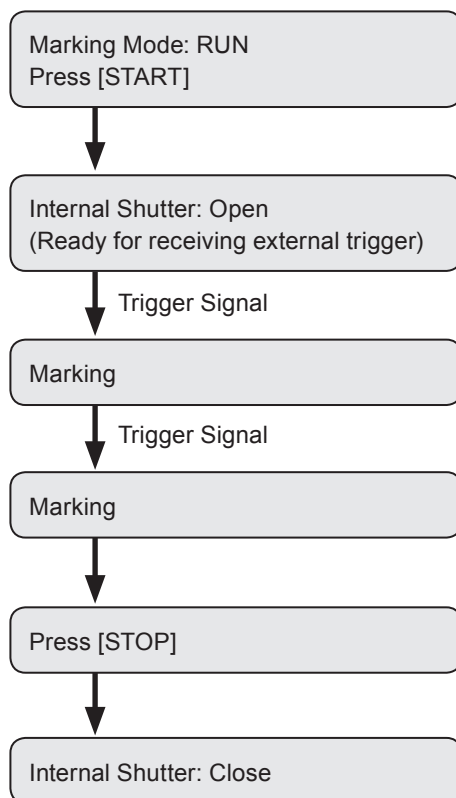 Marking Mode: RUN
Press [START]
Internal Shutter: Open
(Ready for receiving external trigger)
Trigger Signal
Marking
Trigger Signal
Marking
Press [STOP]
Internal Shutter: Close